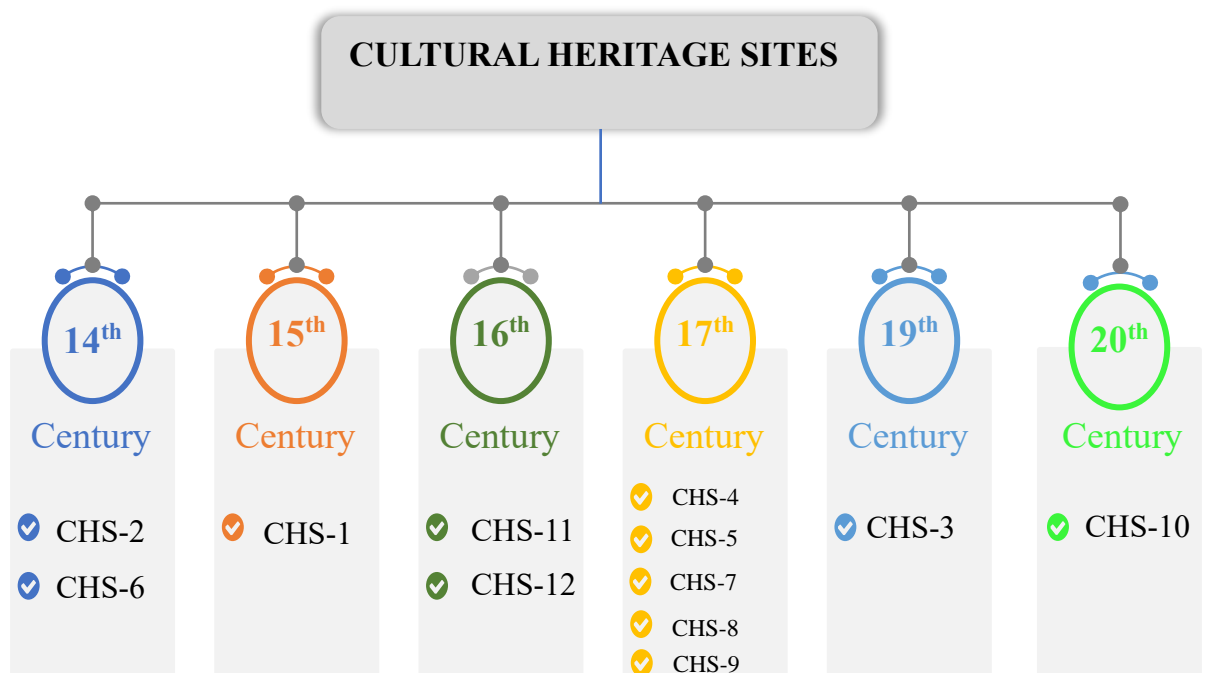 CULTURAL HERITAGE SITES
14th
Century
CHS-2
CHS-6
15th
Century
CHS-1
16th
Century
CHS-11
CHS-12
17th
Century
CHS-4
CHS-5
CHS-7
CHS-8
CHS-9
19th
Century
CHS-3
20th
Century
CHS-10